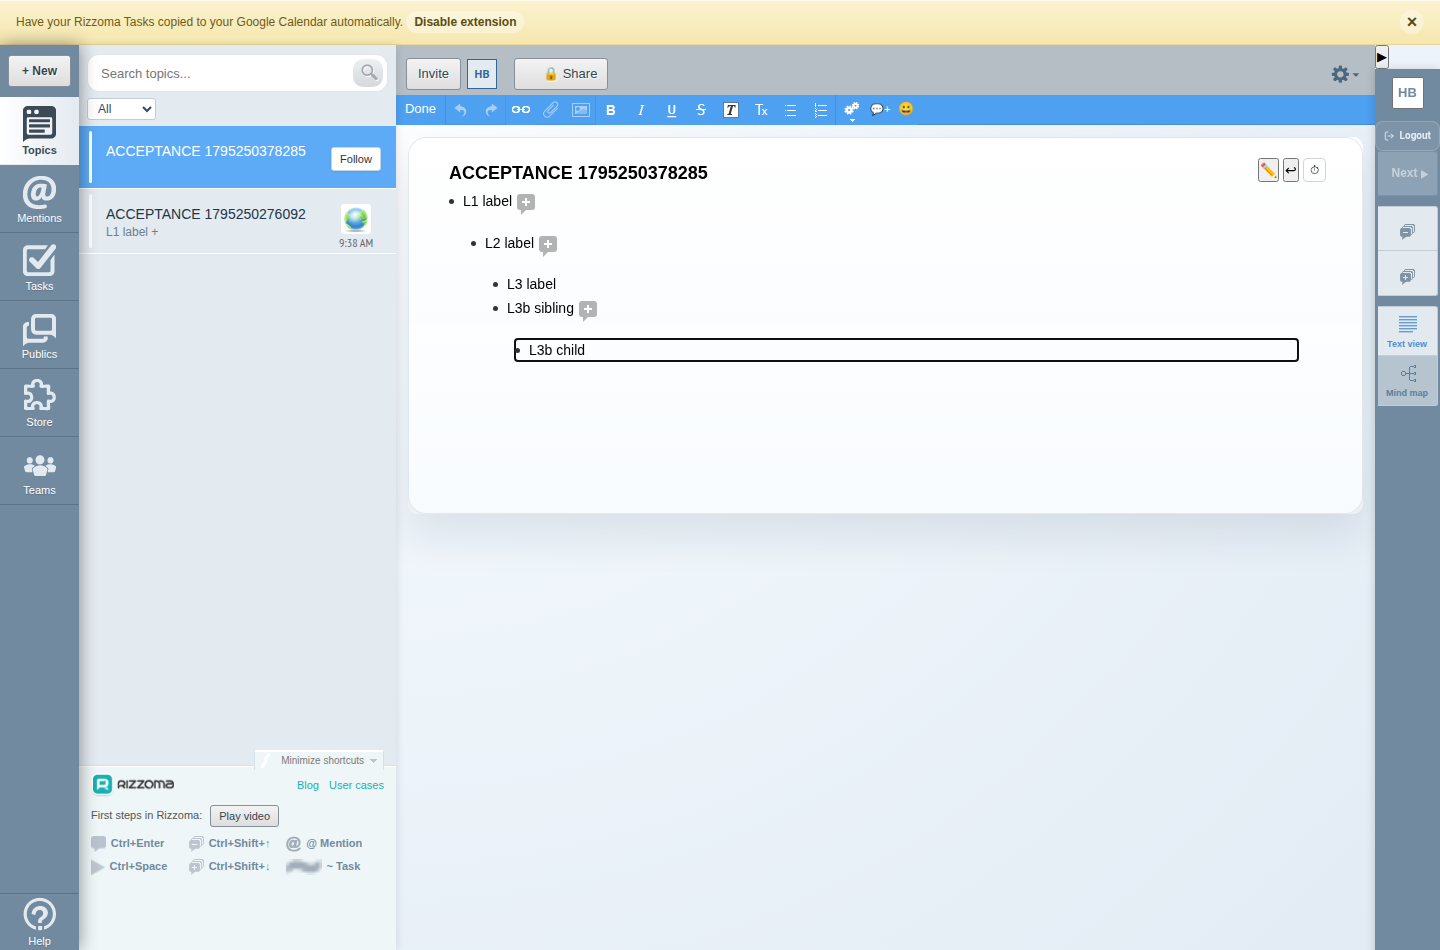 Have your Rizzoma Tasks copied to your Google Calendar automatically. Disable extension ×
+ New
Topics
Mentions
Tasks
Publics
Store
Teams
Help
Search topics...
All
ACCEPTANCE 1795250378285 Follow
ACCEPTANCE 1795250276092
L1 label +
9:38 AM
Minimize shortcuts
RIZZOMA Blog User cases
First steps in Rizzoma: Play video
Ctrl+Enter Ctrl+Shift+↑ @ @ Mention
Ctrl+Space Ctrl+Shift+↓ ~ Task
Invite HB Share
Done B I U S T Tx
ACCEPTANCE 1795250378285
L1 label
L2 label
L3 label
L3b sibling
L3b child
HB
Logout
Next
Text view
Mind map